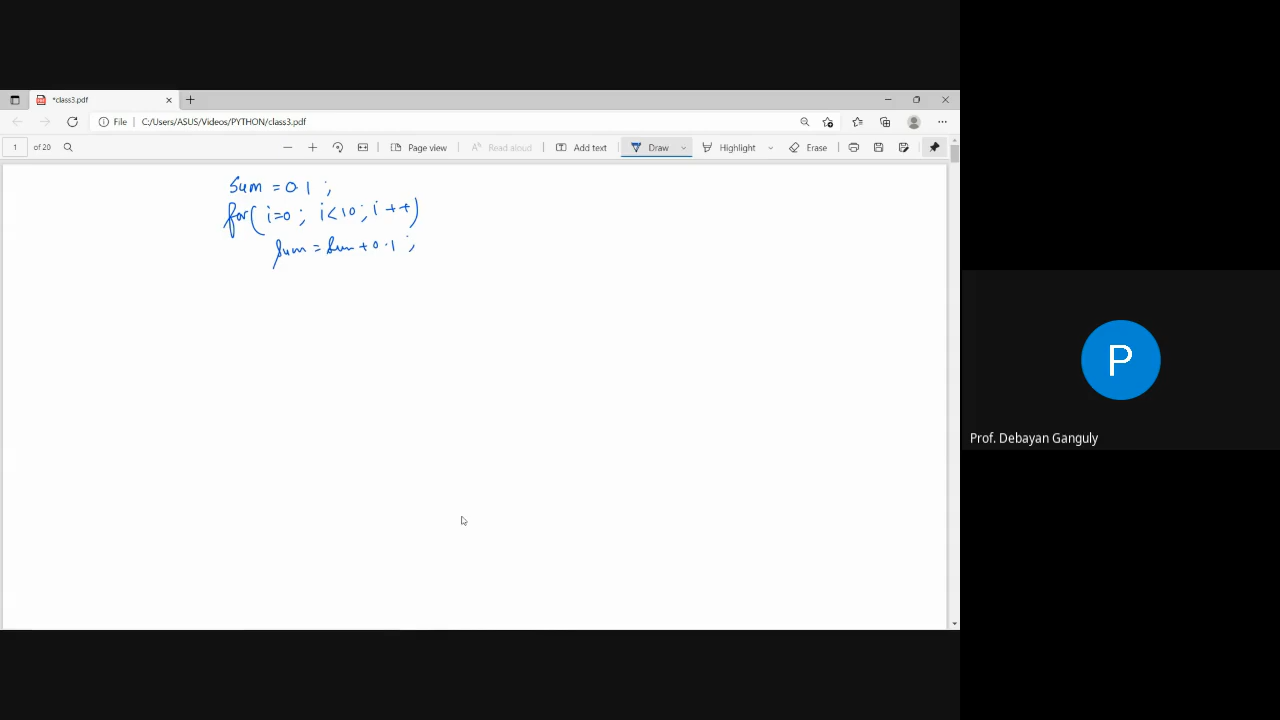 *class3.pdf
File C:/Users/ASUS/Videos/PYTHON/class3.pdf
1 of 20 Page view Read aloud Add text Draw Highlight Erase
Sum = 0.1 ;
for( i=0 ; i<10 ; i++)
Sum = Sum + 0.1 ;
P
Prof. Debayan Ganguly